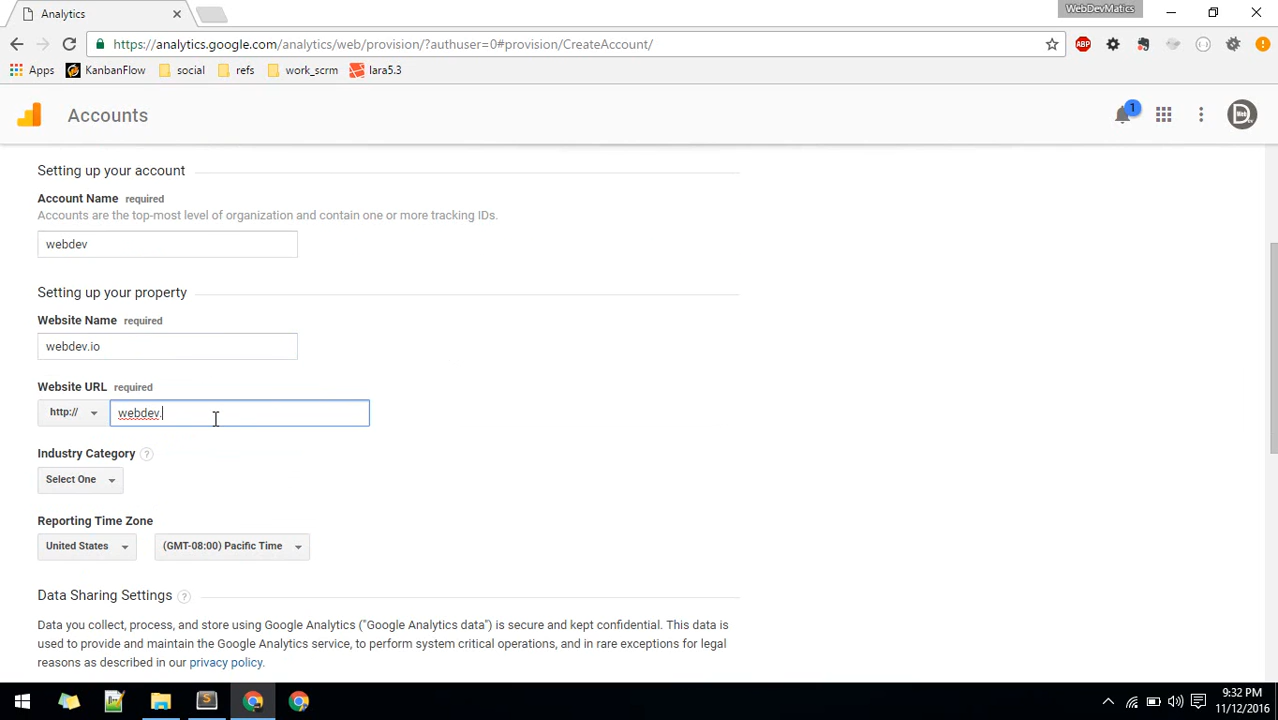 Analytics
WebDevMatics
https://analytics.google.com/analytics/web/provision/?authuser=0#provision/CreateAccount/
ABP
Apps KanbanFlow social refs work_scrm lara5.3
Accounts
1
Setting up your account
Account Name required
Accounts are the top-most level of organization and contain one or more tracking IDs.
webdev
Setting up your property
Website Name required
webdev.io
Website URL required
http:// webdev.
Industry Category ?
Select One
Reporting Time Zone
United States (GMT-08:00) Pacific Time
Data Sharing Settings ?
Data you collect, process, and store using Google Analytics ("Google Analytics data") is secure and kept confidential. This data is
used to provide and maintain the Google Analytics service, to perform system critical operations, and in rare exceptions for legal
reasons as described in our privacy policy.
9:32 PM
11/12/2016